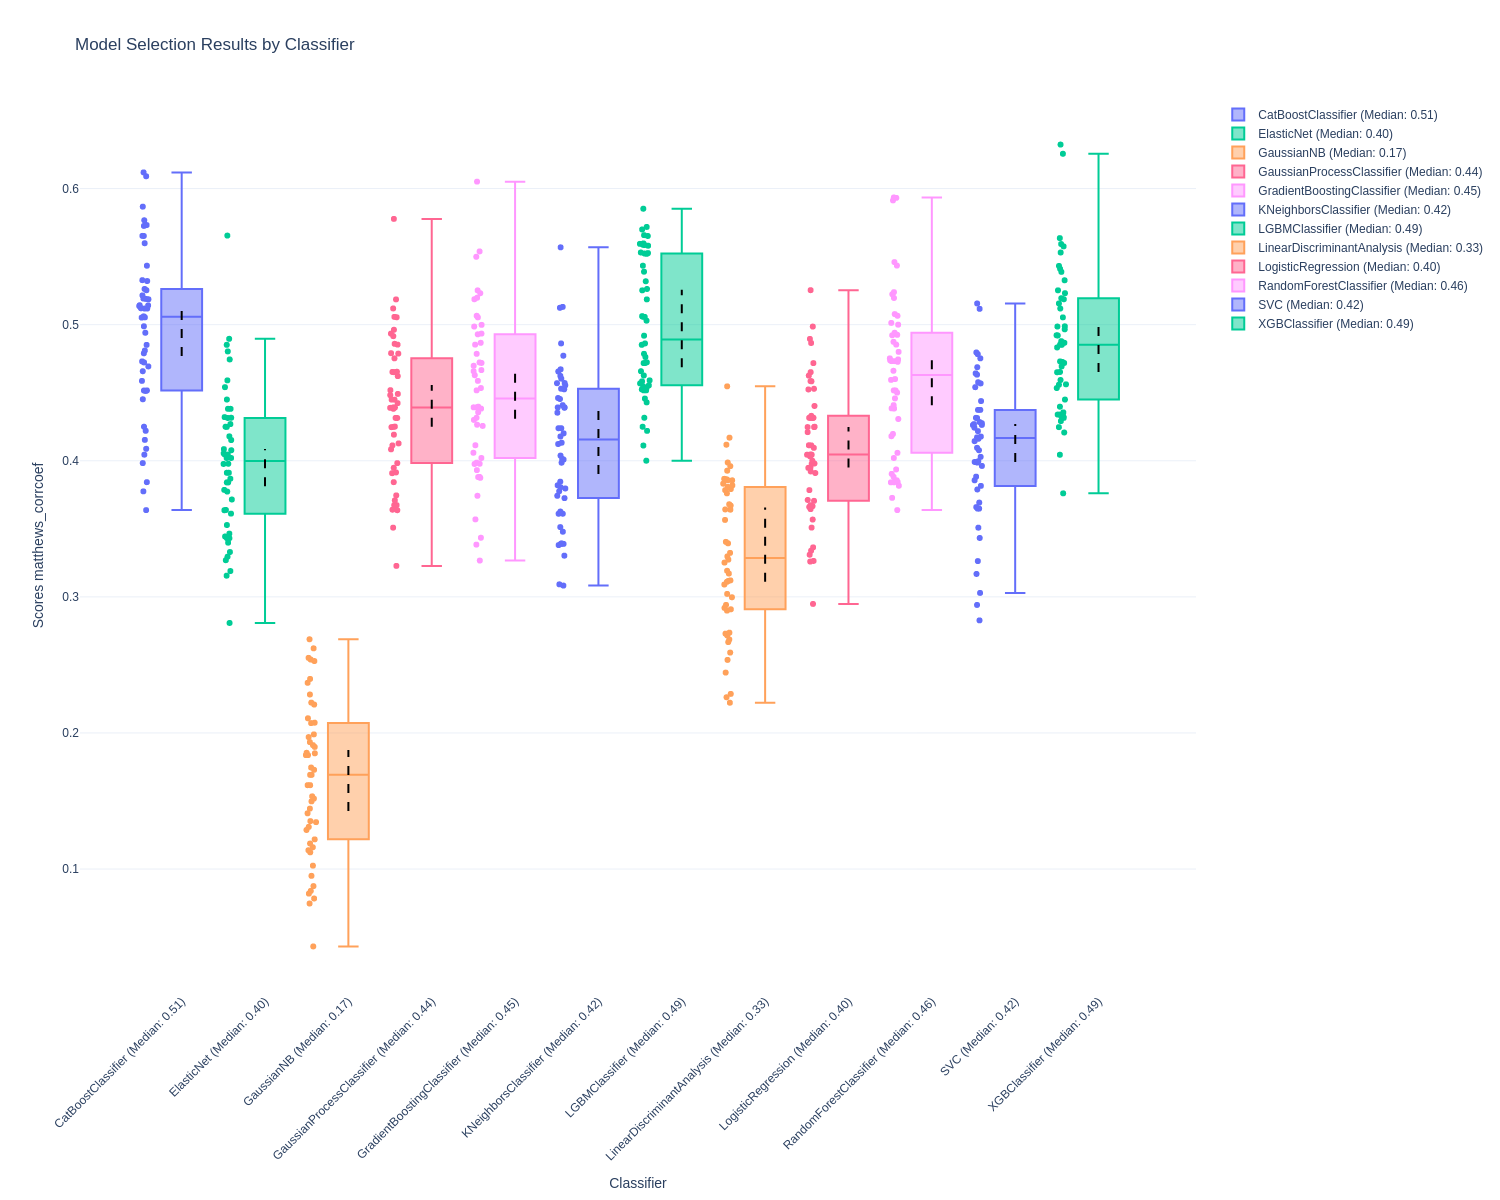 Model Selection Results by Classifier
CatBoostClassifier (Median: 0.51)
ElasticNet (Median: 0.40)
GaussianNB (Median: 0.17)
GaussianProcessClassifier (Median: 0.44)
GradientBoostingClassifier (Median: 0.45)
KNeighborsClassifier (Median: 0.42)
LGBMClassifier (Median: 0.49)
LinearDiscriminantAnalysis (Median: 0.33)
LogisticRegression (Median: 0.40)
RandomForestClassifier (Median: 0.46)
SVC (Median: 0.42)
XGBClassifier (Median: 0.49)
0.6
0.5
0.4
0.3
0.2
0.1
Scores matthews_corrcoef
CatBoostClassifier (Median: 0.51)
ElasticNet (Median: 0.40)
GaussianNB (Median: 0.17)
GaussianProcessClassifier (Median: 0.44)
GradientBoostingClassifier (Median: 0.45)
KNeighborsClassifier (Median: 0.42)
LGBMClassifier (Median: 0.49)
LinearDiscriminantAnalysis (Median: 0.33)
LogisticRegression (Median: 0.40)
RandomForestClassifier (Median: 0.46)
SVC (Median: 0.42)
XGBClassifier (Median: 0.49)
Classifier